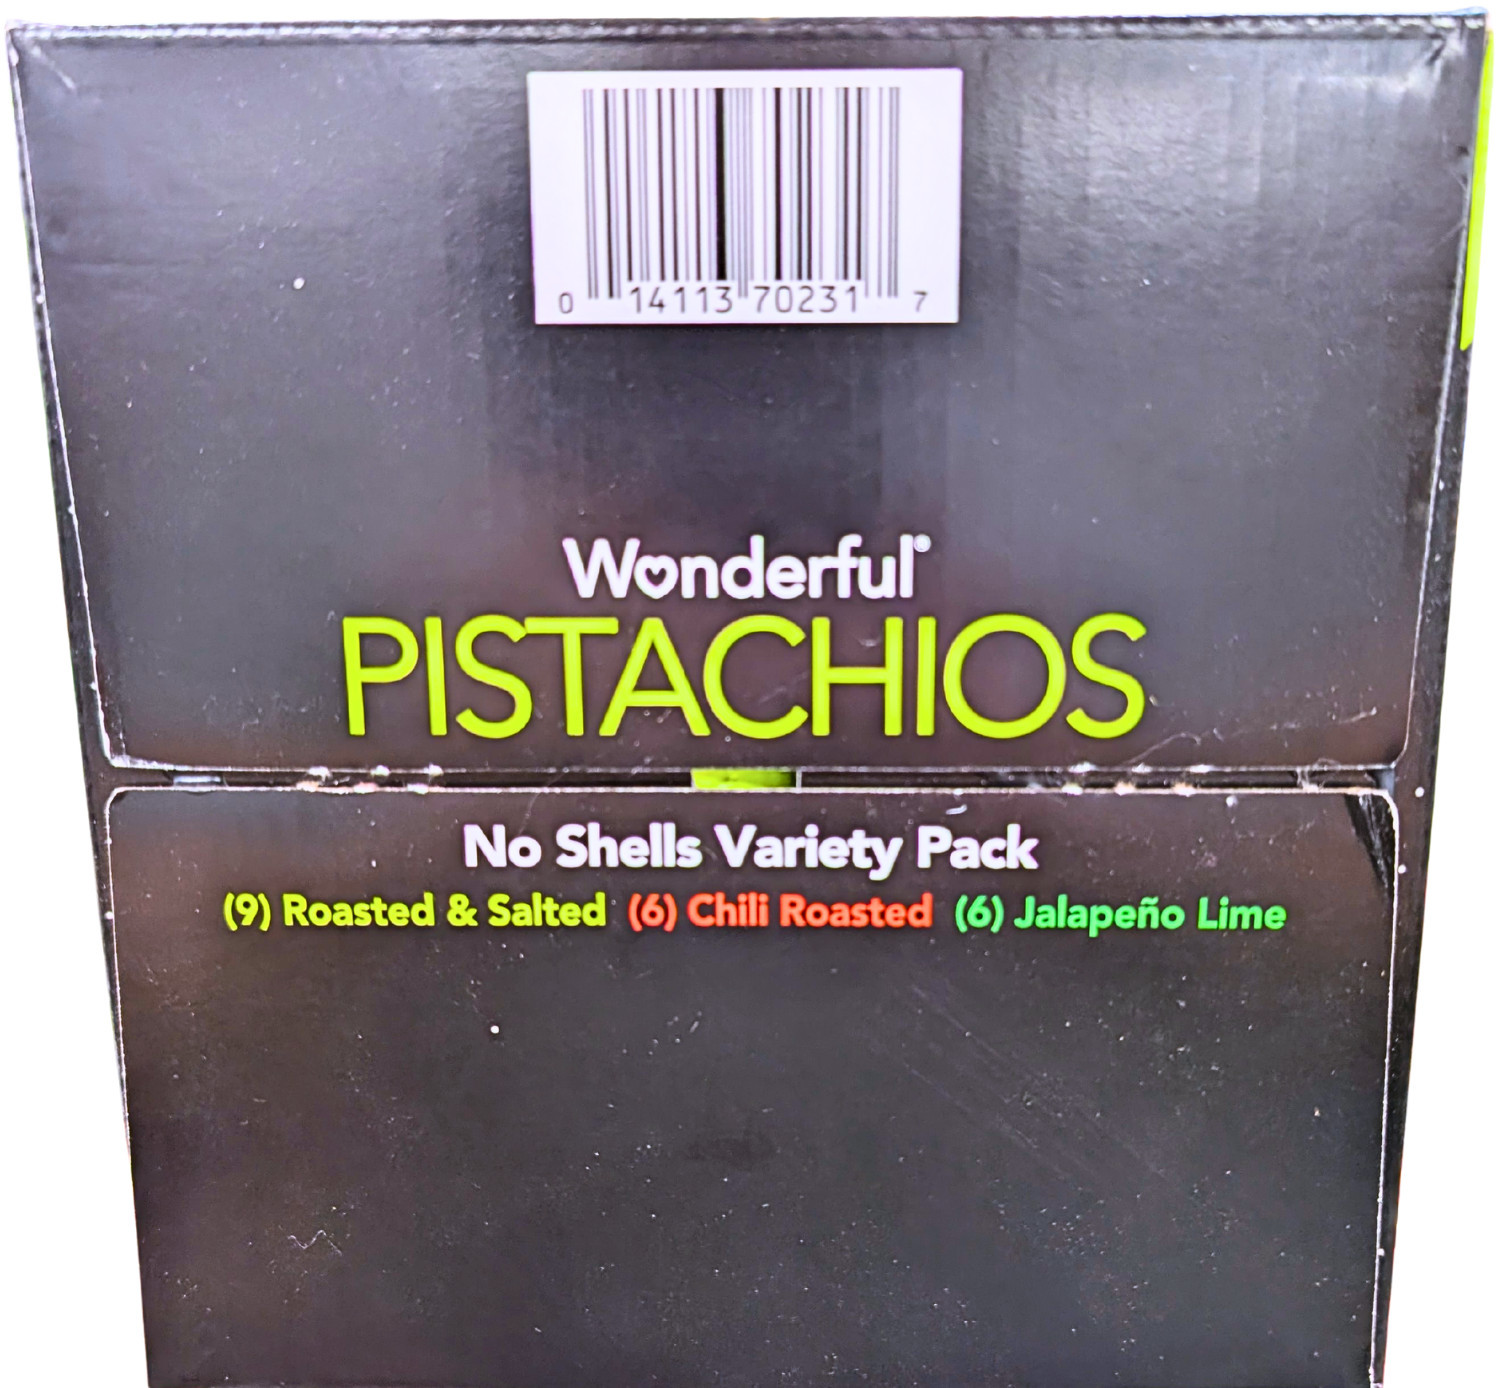 0 14113 70231 7
Wonderful®
PISTACHIOS
No Shells Variety Pack
(9) Roasted & Salted (6) Chili Roasted (6) Jalapeño Lime